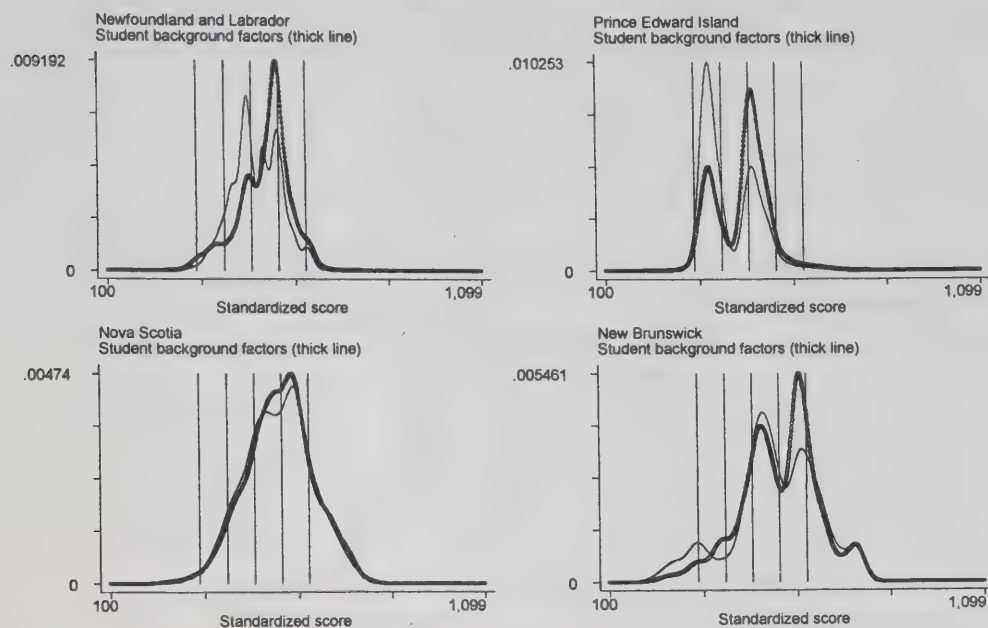 Newfoundland and Labrador
Student background factors (thick line)
.009192
0
100
1,099
Standardized score
Prince Edward Island
Student background factors (thick line)
.010253
0
100
1,099
Standardized score
Nova Scotia
Student background factors (thick line)
.00474
0
100
1,099
Standardized score
New Brunswick
Student background factors (thick line)
.005461
0
100
1,099
Standardized score